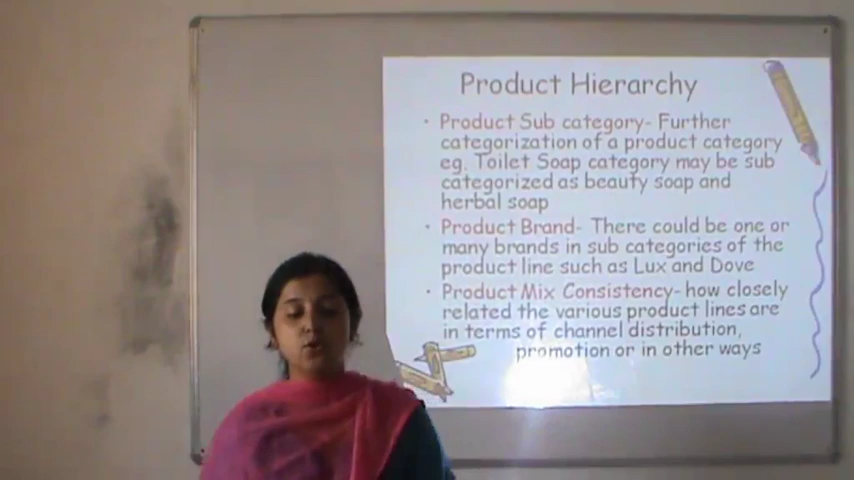 Product Hierarchy
• Product Sub category- Further
categorization of a product category
eg. Toilet Soap category may be sub
categorized as beauty soap and
herbal soap
• Product Brand- There could be one or
many brands in sub categories of the
product line such as Lux and Dove
• Product Mix Consistency- how closely
related the various product lines are
in terms of channel distribution,
promotion or in other ways